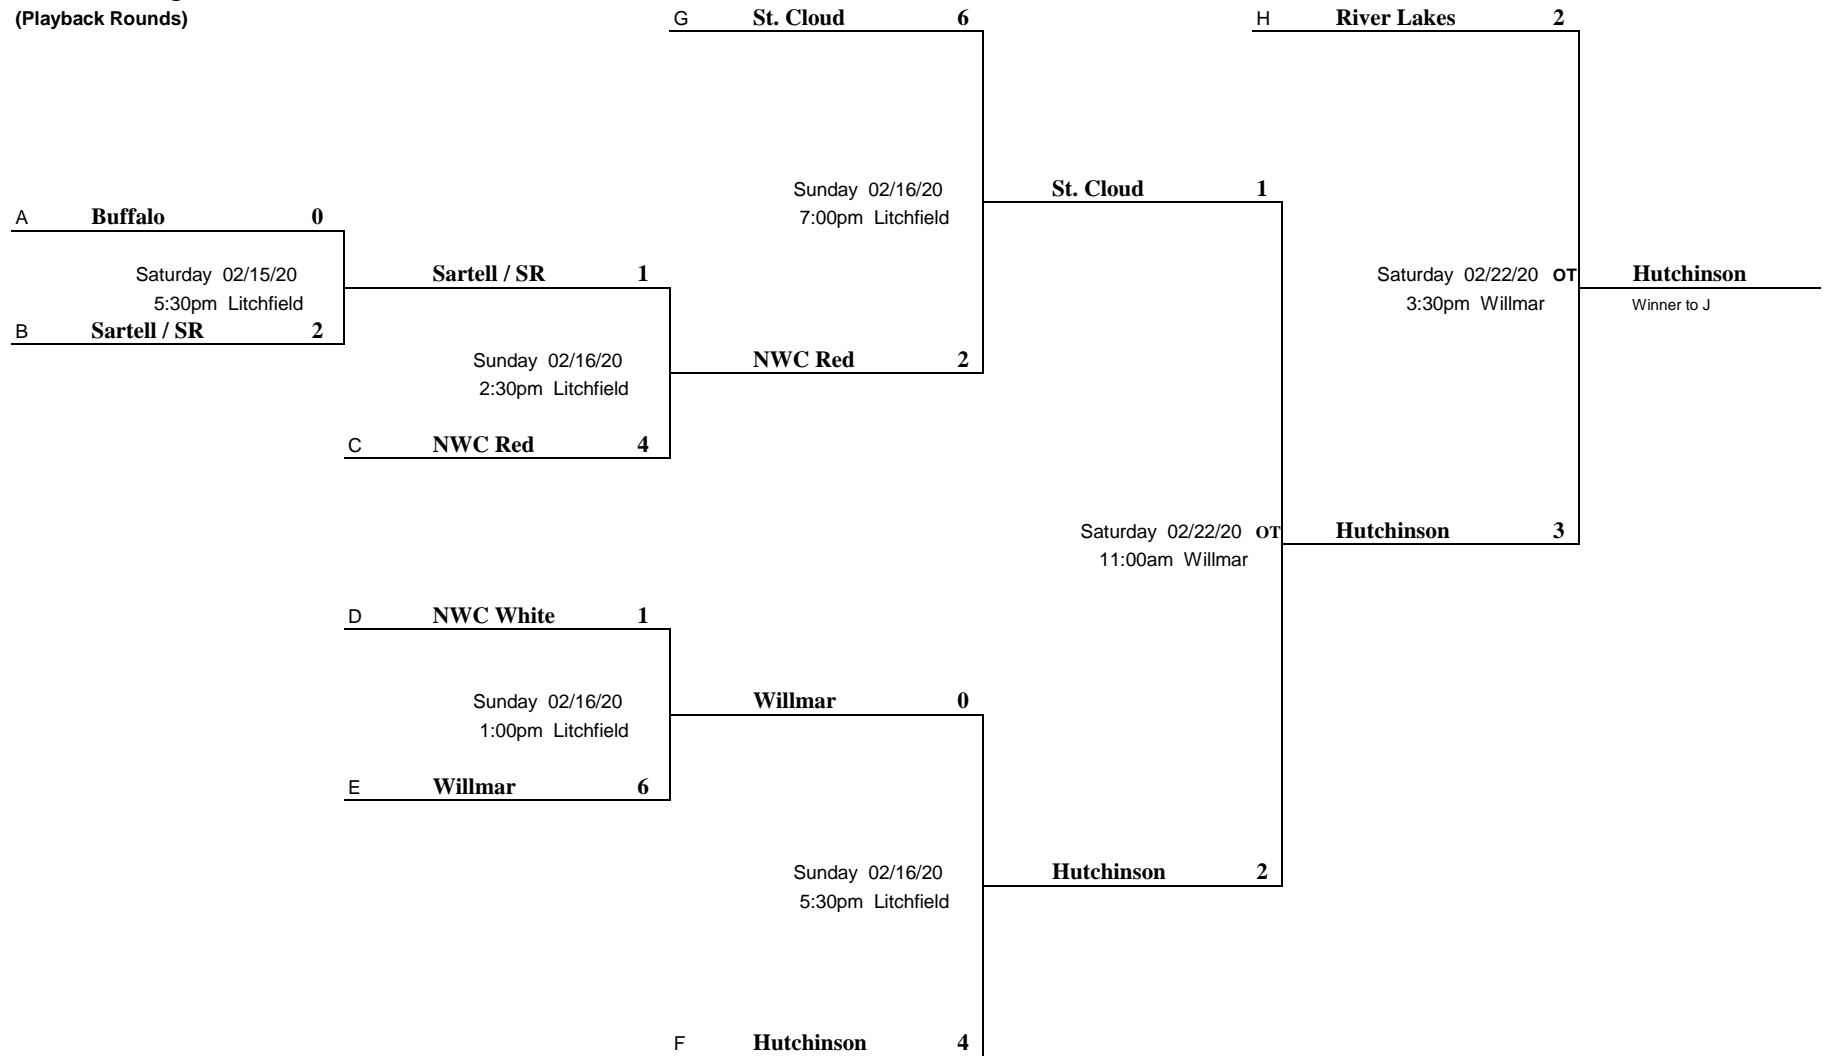 (Playback Rounds)
G St. Cloud 6
H River Lakes 2
Sunday 02/16/20
7:00pm Litchfield
St. Cloud 1
A Buffalo 0
Saturday 02/15/20
5:30pm Litchfield
B Sartell / SR 2
Sartell / SR 1
Saturday 02/22/20 OT
3:30pm Willmar
Hutchinson
Winner to J
Sunday 02/16/20
2:30pm Litchfield
NWC Red 2
C NWC Red 4
Saturday 02/22/20 OT
11:00am Willmar
Hutchinson 3
D NWC White 1
Sunday 02/16/20
1:00pm Litchfield
Willmar 0
E Willmar 6
Sunday 02/16/20
5:30pm Litchfield
Hutchinson 2
F Hutchinson 4